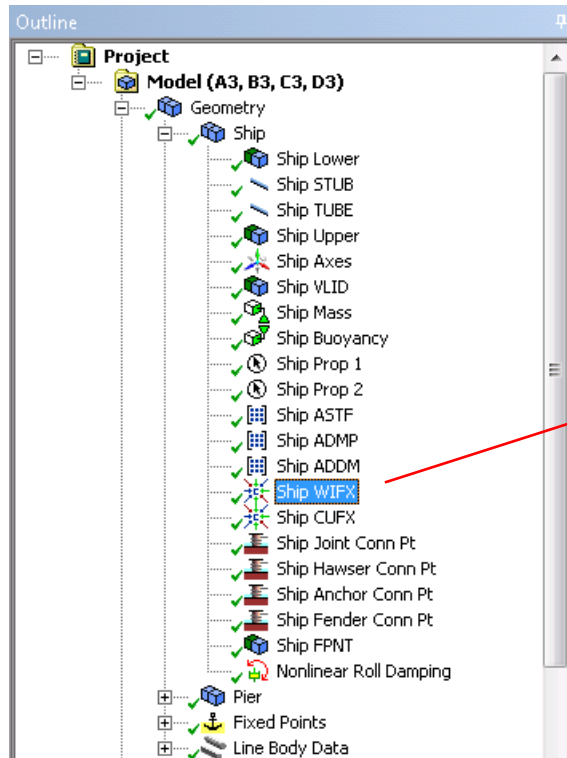 Outline
Project
Model (A3, B3, C3, D3)
Geometry
Ship
Ship Lower
Ship STUB
Ship TUBE
Ship Upper
Ship Axes
Ship VLID
Ship Mass
Ship Buoyancy
Ship Prop 1
Ship Prop 2
Ship ASTF
Ship ADMP
Ship ADDM
Ship WIFX
Ship CUFX
Ship Joint Conn Pt
Ship Hawser Conn Pt
Ship Anchor Conn Pt
Ship Fender Conn Pt
Ship FPNT
Nonlinear Roll Damping
Pier
Fixed Points
Line Body Data